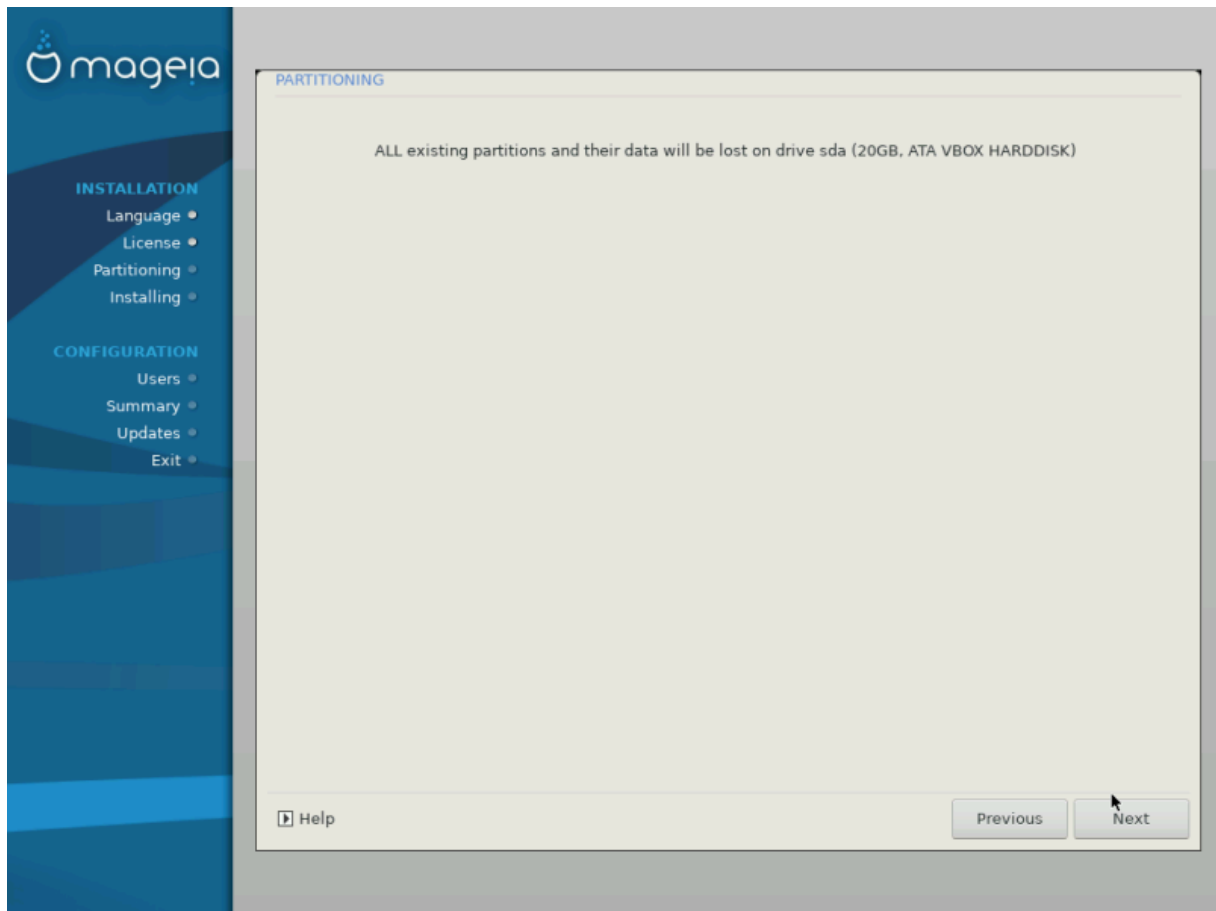 mageia
INSTALLATION
Language
License
Partitioning
Installing
CONFIGURATION
Users
Summary
Updates
Exit
PARTITIONING
ALL existing partitions and their data will be lost on drive sda (20GB, ATA VBOX HARDDISK)
Help
Previous
Next